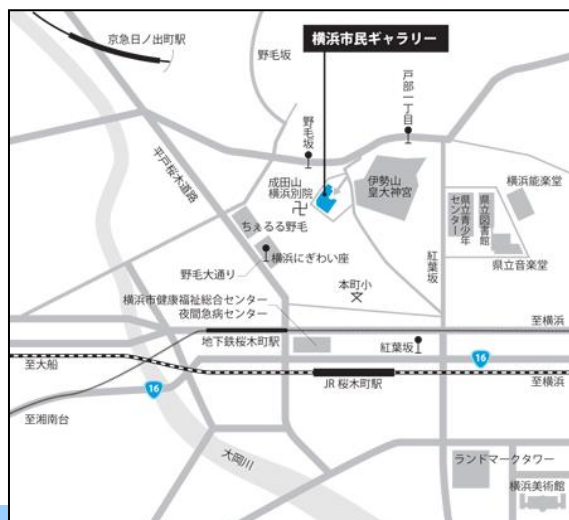 横浜市民ギャラリー
京急日ノ出町駅
野毛坂
戸部一丁目
野毛坂
平戸桜木道路
成田山
横浜別院
伊勢山
皇大神宮
横浜能楽堂
県立青少年
センター
県立図書館
県立音楽堂
ちぇるる野毛
横浜にぎわい座
野毛大通り
紅葉坂
本町小
横浜市健康福祉総合センター
夜間急病センター
至横浜
地下鉄桜木町駅
紅葉坂
16
至大船
16
JR 桜木町駅
至横浜
至湘南台
大岡川
ランドマークタワー
横浜美術館